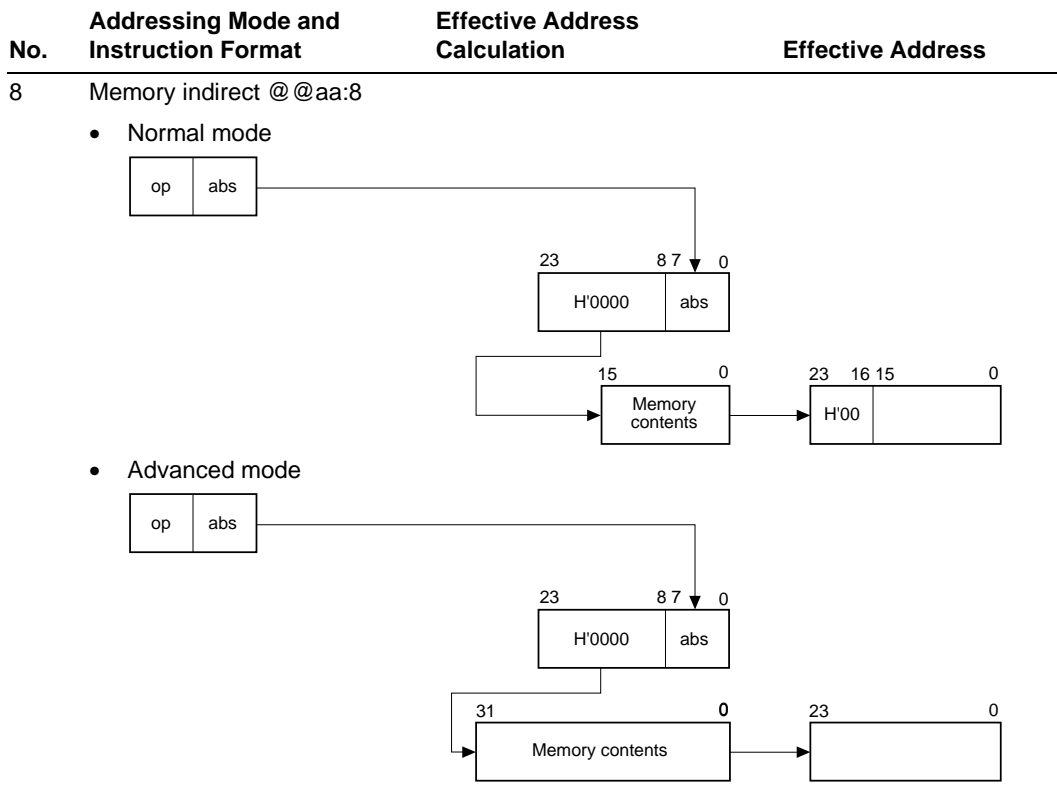 No. Addressing Mode and Instruction Format Effective Address Calculation Effective Address
8 Memory indirect @@aa:8
• Normal mode
op abs
23 8 7 0
H'0000 abs
15 0 23 16 15 0
Memory contents H'00
• Advanced mode
op abs
23 8 7 0
H'0000 abs
31 0 23 0
Memory contents